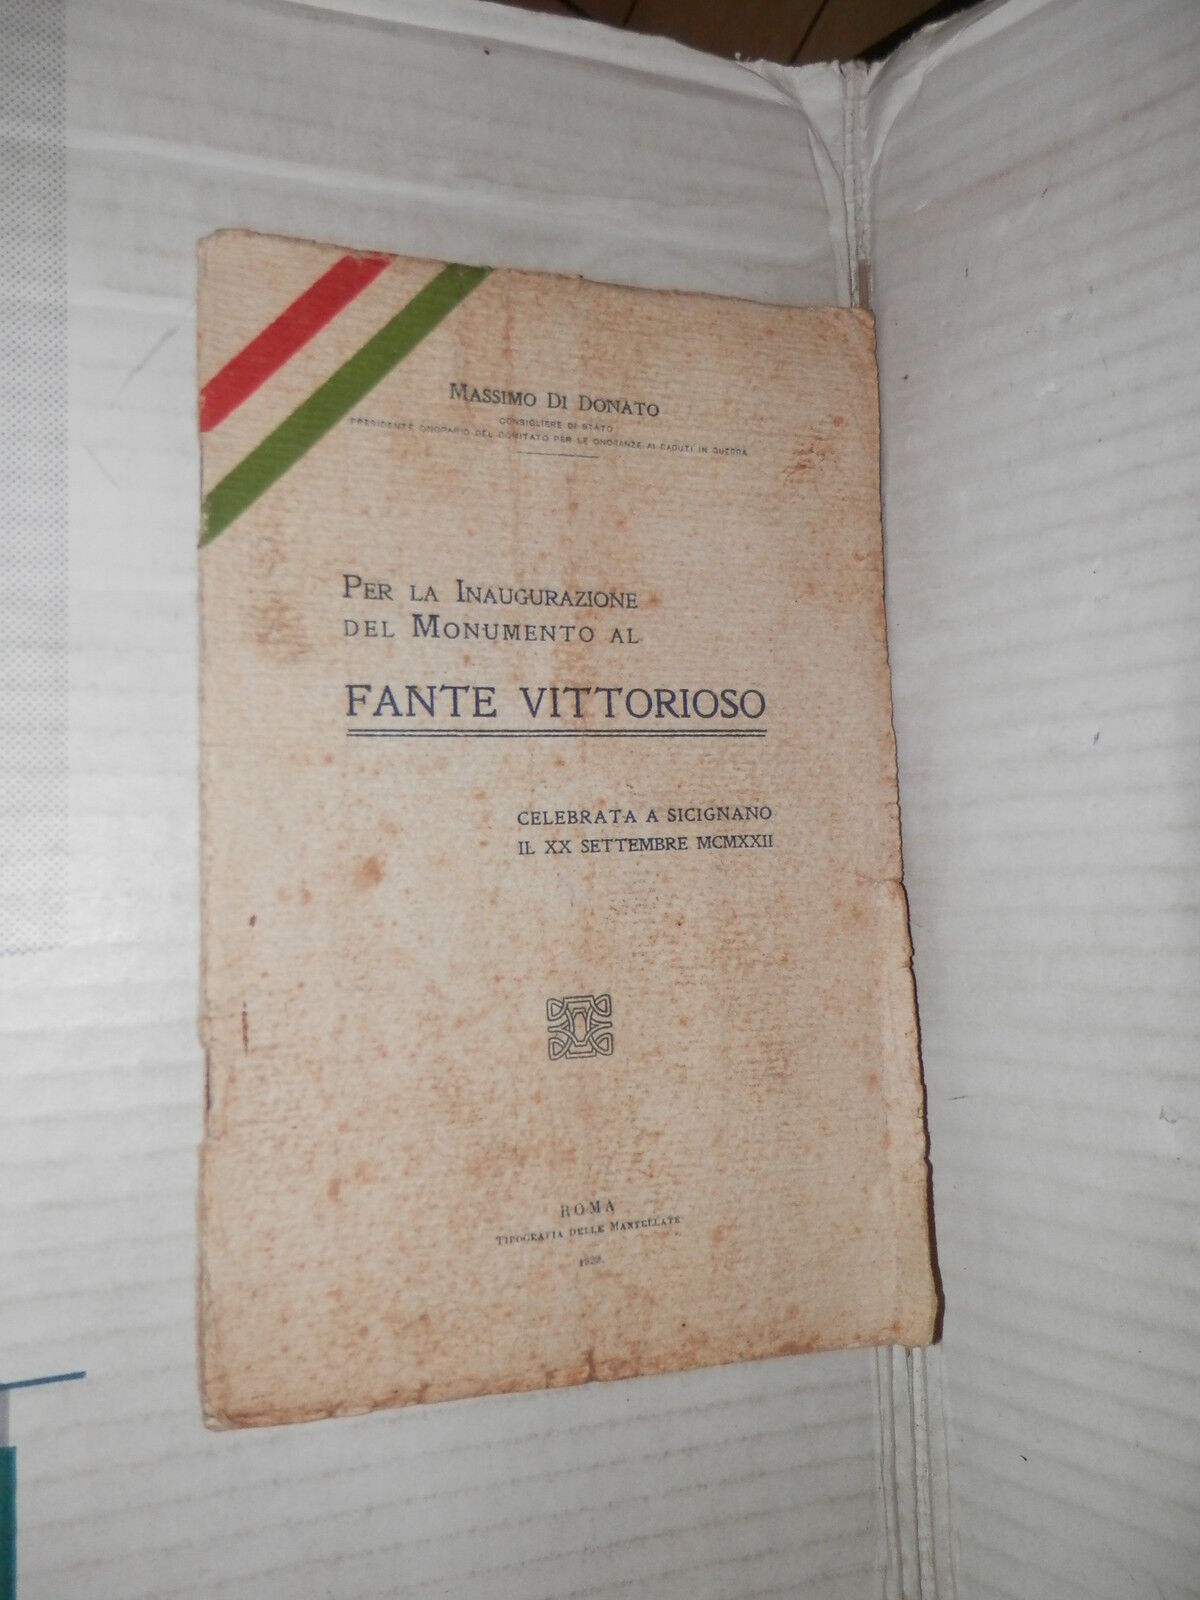 MASSIMO DI DONATO
CONSIGLIERE DI STATO
PRESIDENTE ONORARIO DEL COMITATO PER LE ONORANZE AI CADUTI IN GUERRA
PER LA INAUGURAZIONE
DEL MONUMENTO AL
FANTE VITTORIOSO
CELEBRATA A SICIGNANO
IL XX SETTEMBRE MCMXXII
ROMA
TIPOGRAFIA DELLE MANTELLATE
1922.